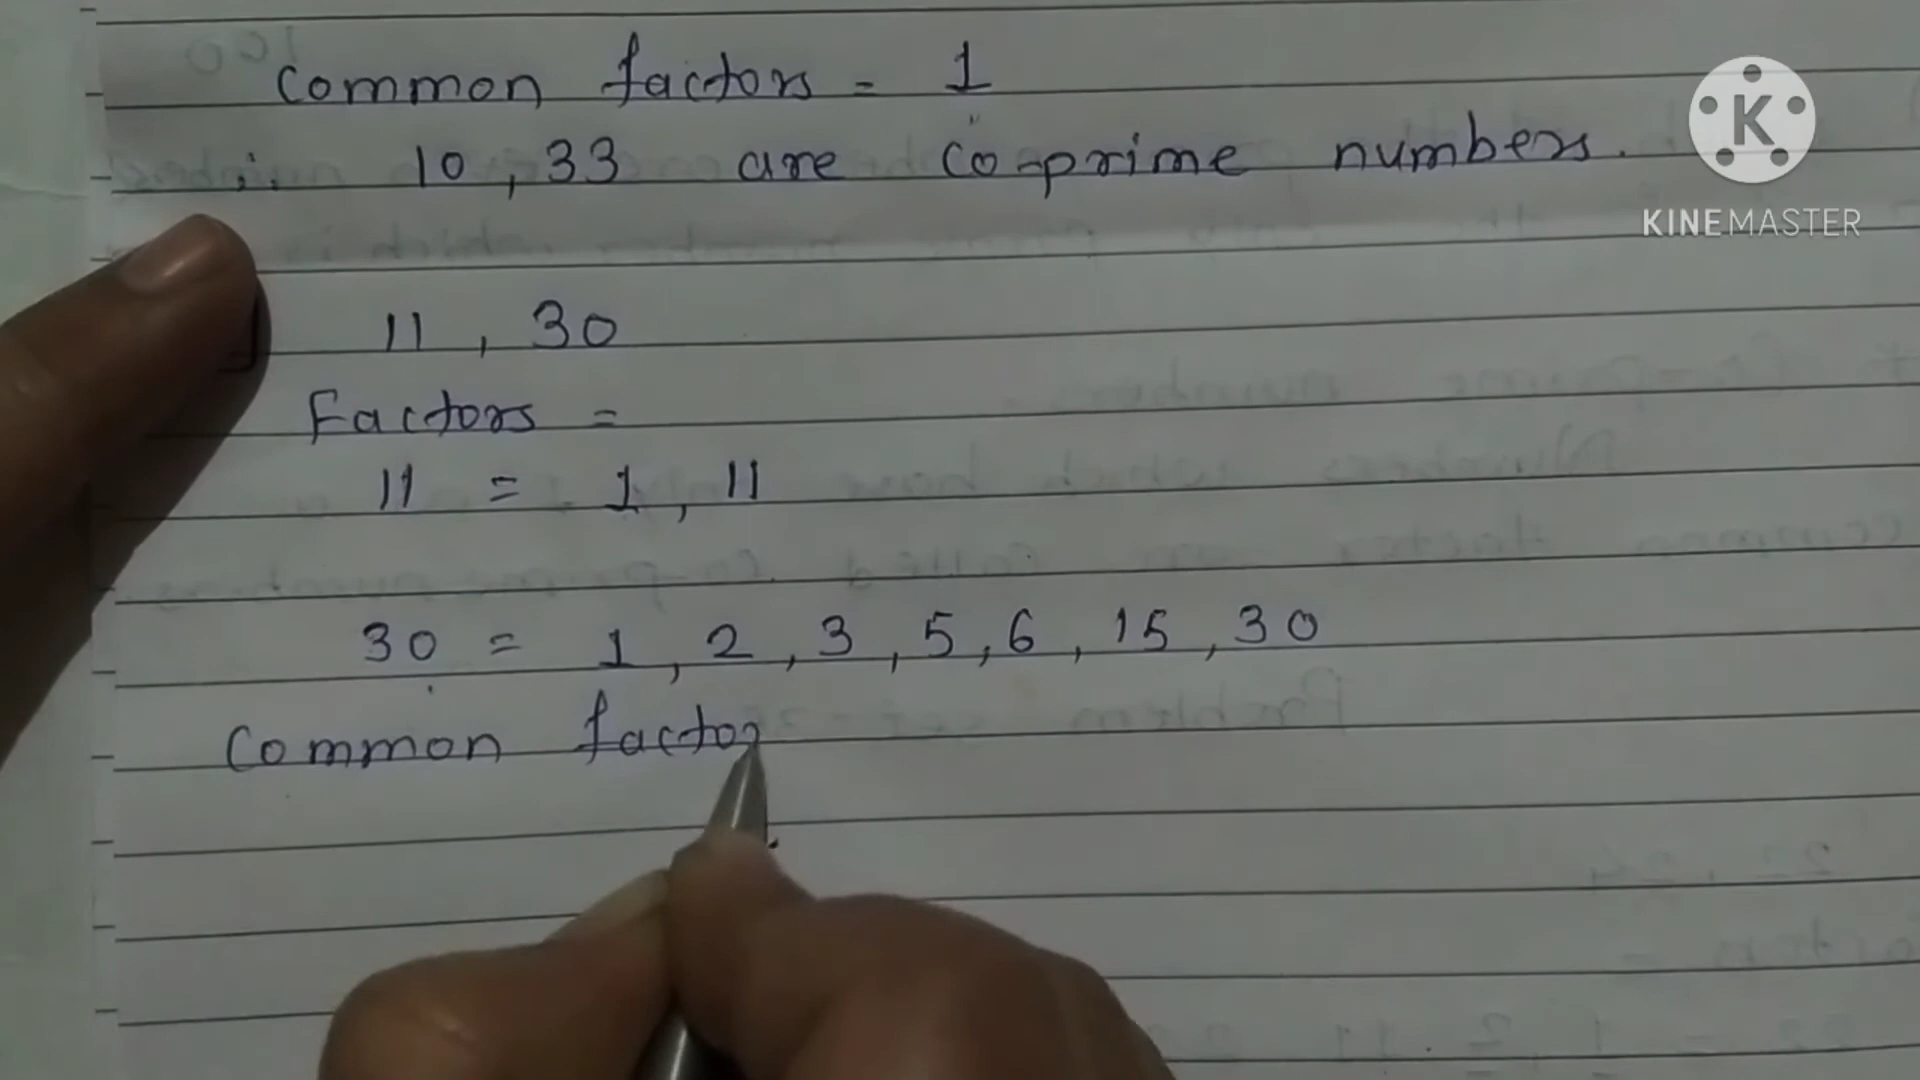 Common factors = 1
∴ 10, 33 are co-prime numbers.
K
KINEMASTER
11, 30
Factors =
11 = 1, 11
30 = 1, 2, 3, 5, 6, 15, 30
Common factor